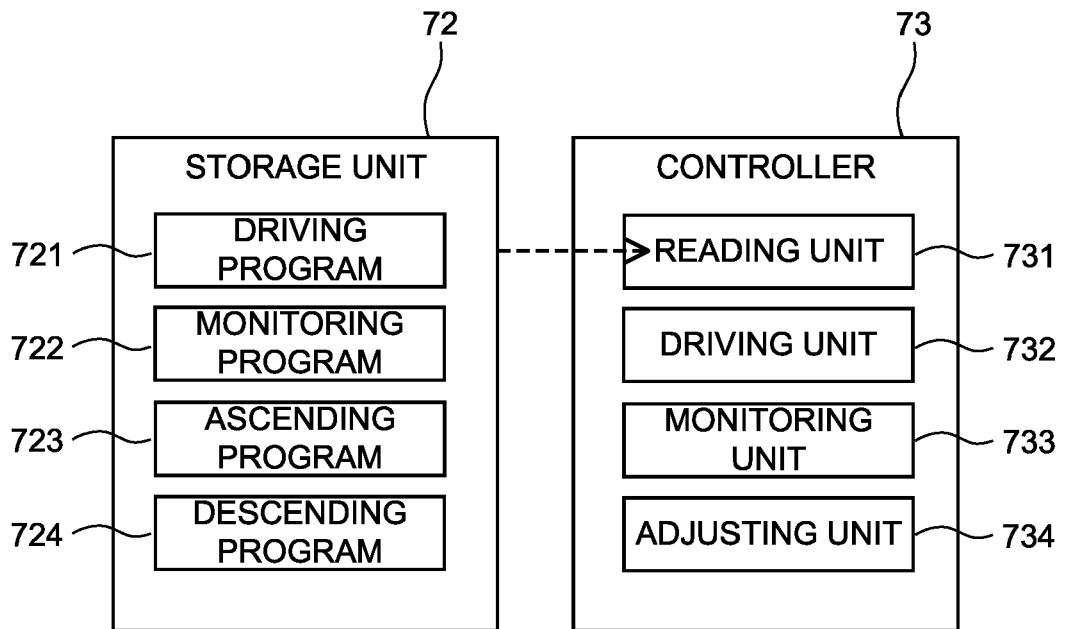 72
73
STORAGE UNIT
CONTROLLER
721
DRIVING
PROGRAM
READING UNIT
731
722
MONITORING
PROGRAM
DRIVING UNIT
732
723
ASCENDING
PROGRAM
MONITORING
UNIT
733
724
DESCENDING
PROGRAM
ADJUSTING UNIT
734